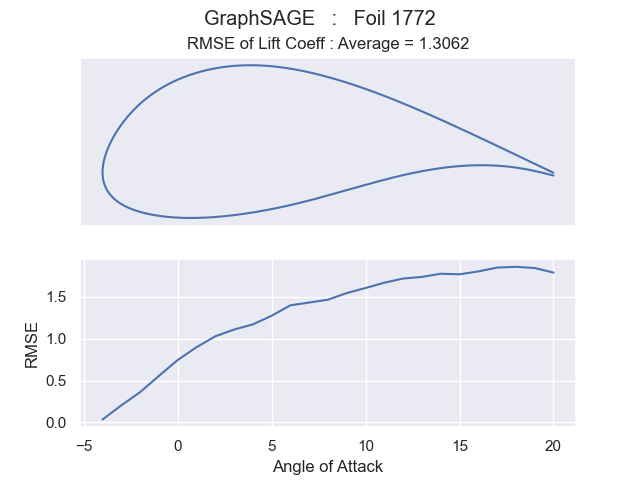 GraphSAGE   :   Foil 1772
RMSE of Lift Coeff : Average = 1.3062
1.5
1.0
0.5
0.0
RMSE
−5 0 5 10 15 20
Angle of Attack